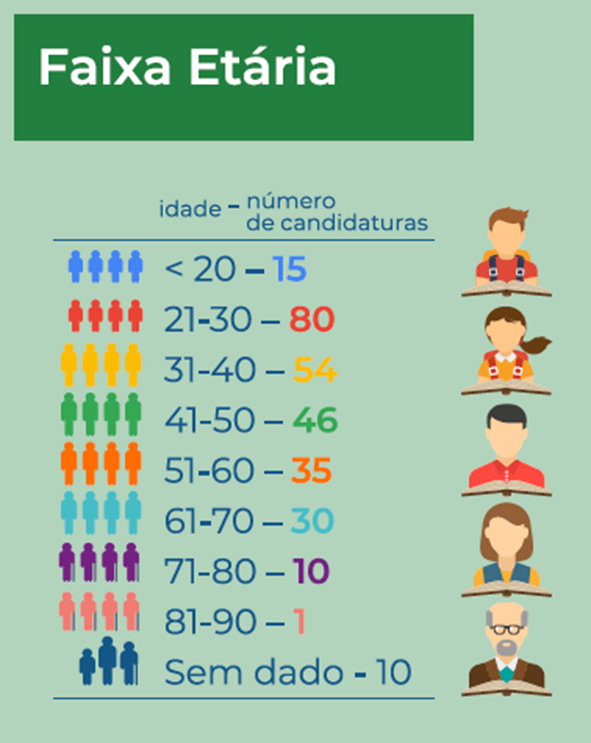 Faixa Etária
idade – número
de candidaturas
< 20 – 15
21-30 – 80
31-40 – 54
41-50 – 46
51-60 – 35
61-70 – 30
71-80 – 10
81-90 – 1
Sem dado - 10